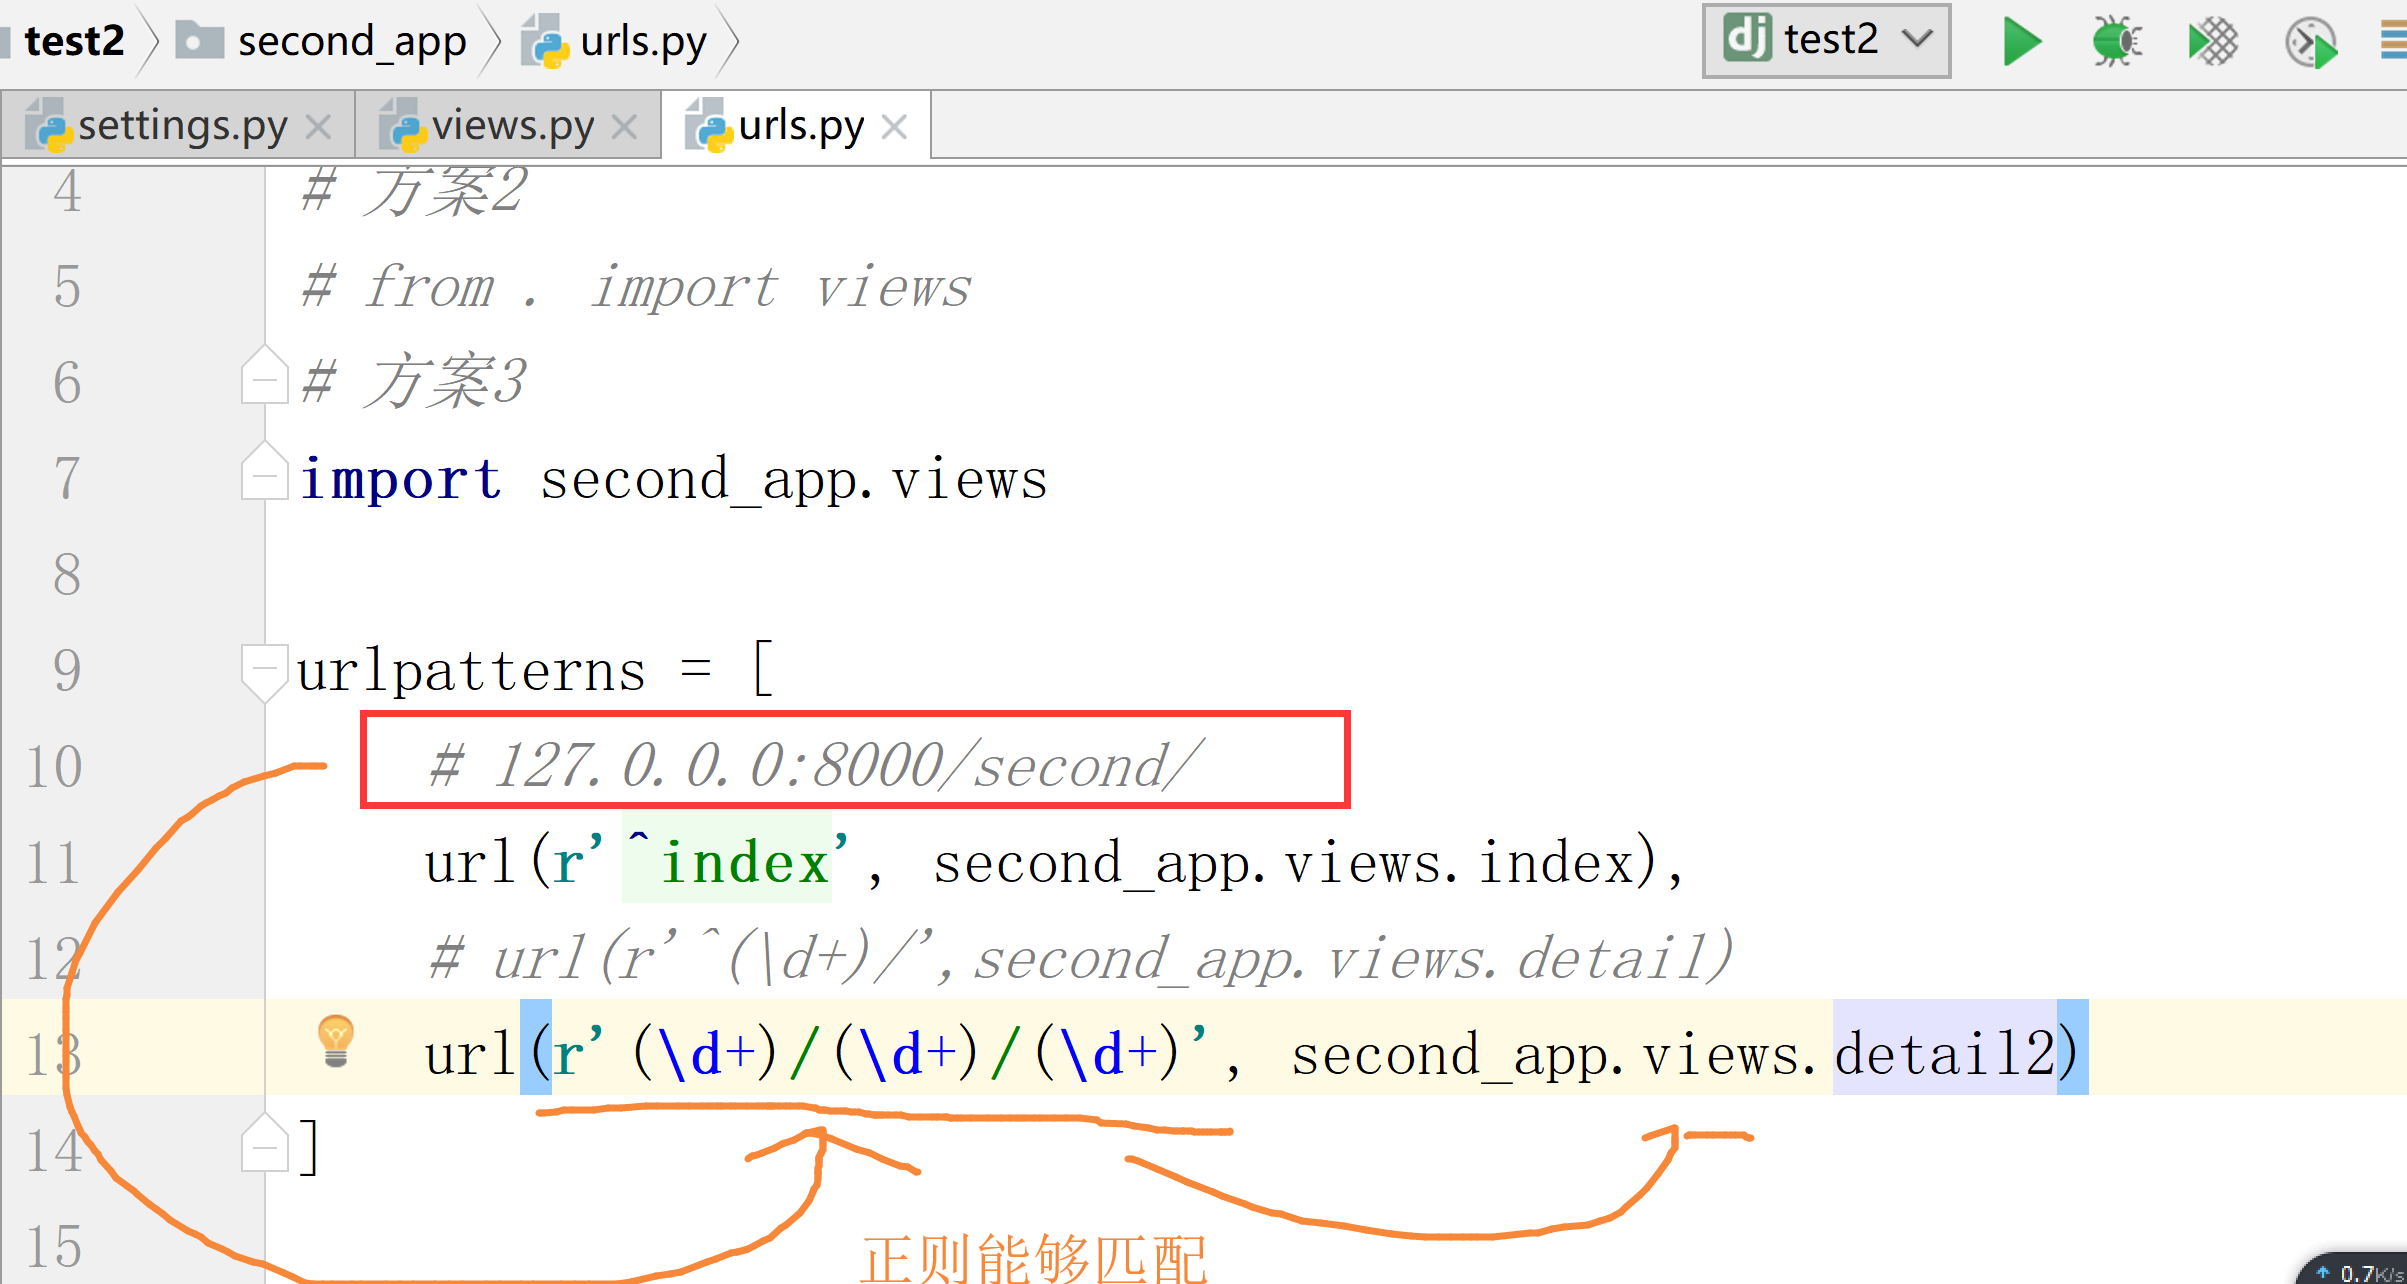 test2 second_app urls.py test2
settings.py views.py urls.py
4 # 方案2
5 # from . import views
6 # 方案3
7 import second_app.views
8
9 urlpatterns = [
10 # 127.0.0.0:8000/second/
11 url(r'^index', second_app.views.index),
12 # url(r'^(\d+)/',second_app.views.detail)
13 url(r'(\d+)/(\d+)/(\d+)', second_app.views.detail2)
14 ]
15
正则能够匹配
0.7K/s